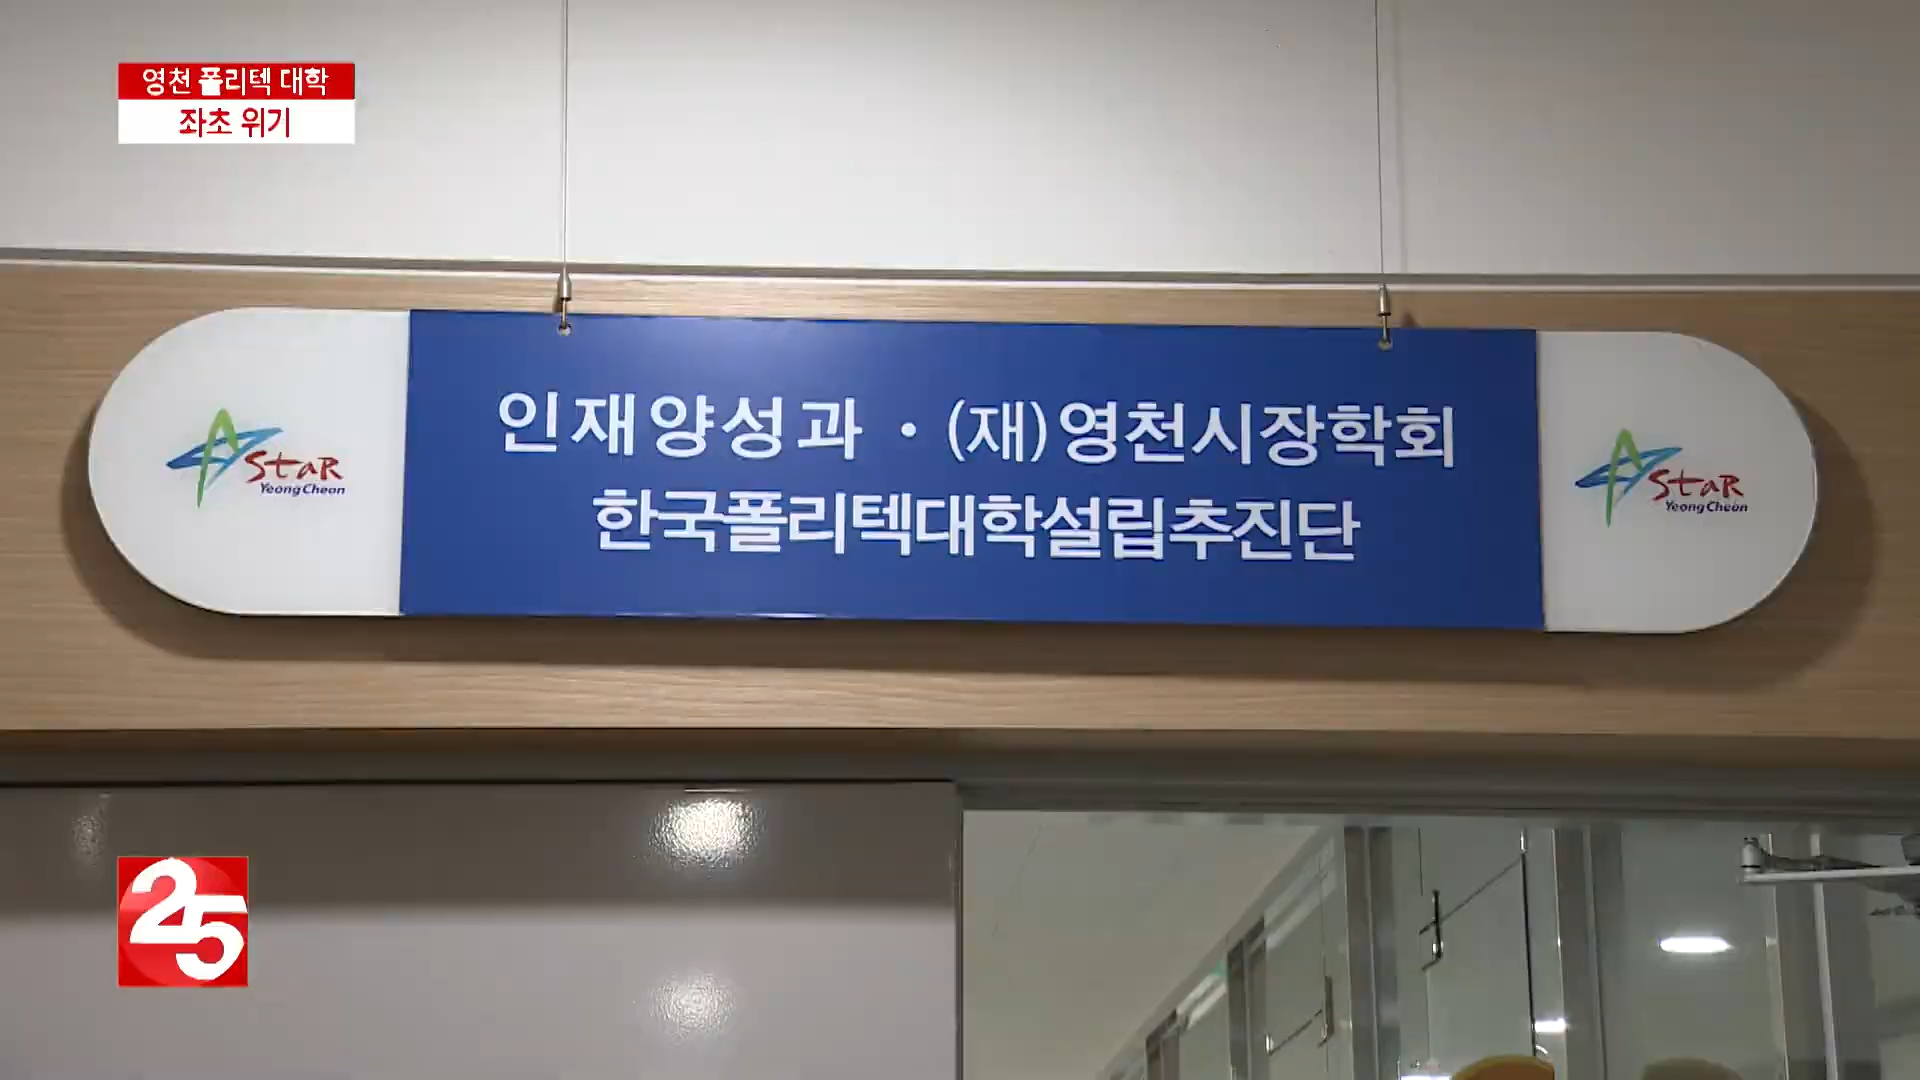 영천 폴리텍 대학
좌초 위기
인재양성과 · (재)영천시장학회
한국폴리텍대학설립추진단
STAR
YeongCheon
STAR
YeongCheon
25